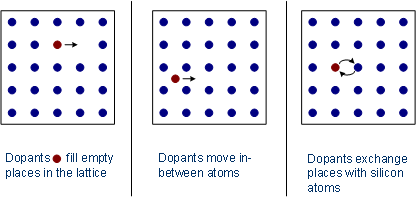 Dopants fill empty
places in the lattice
Dopants move in-
between atoms
Dopants exchange
places with silicon
atoms